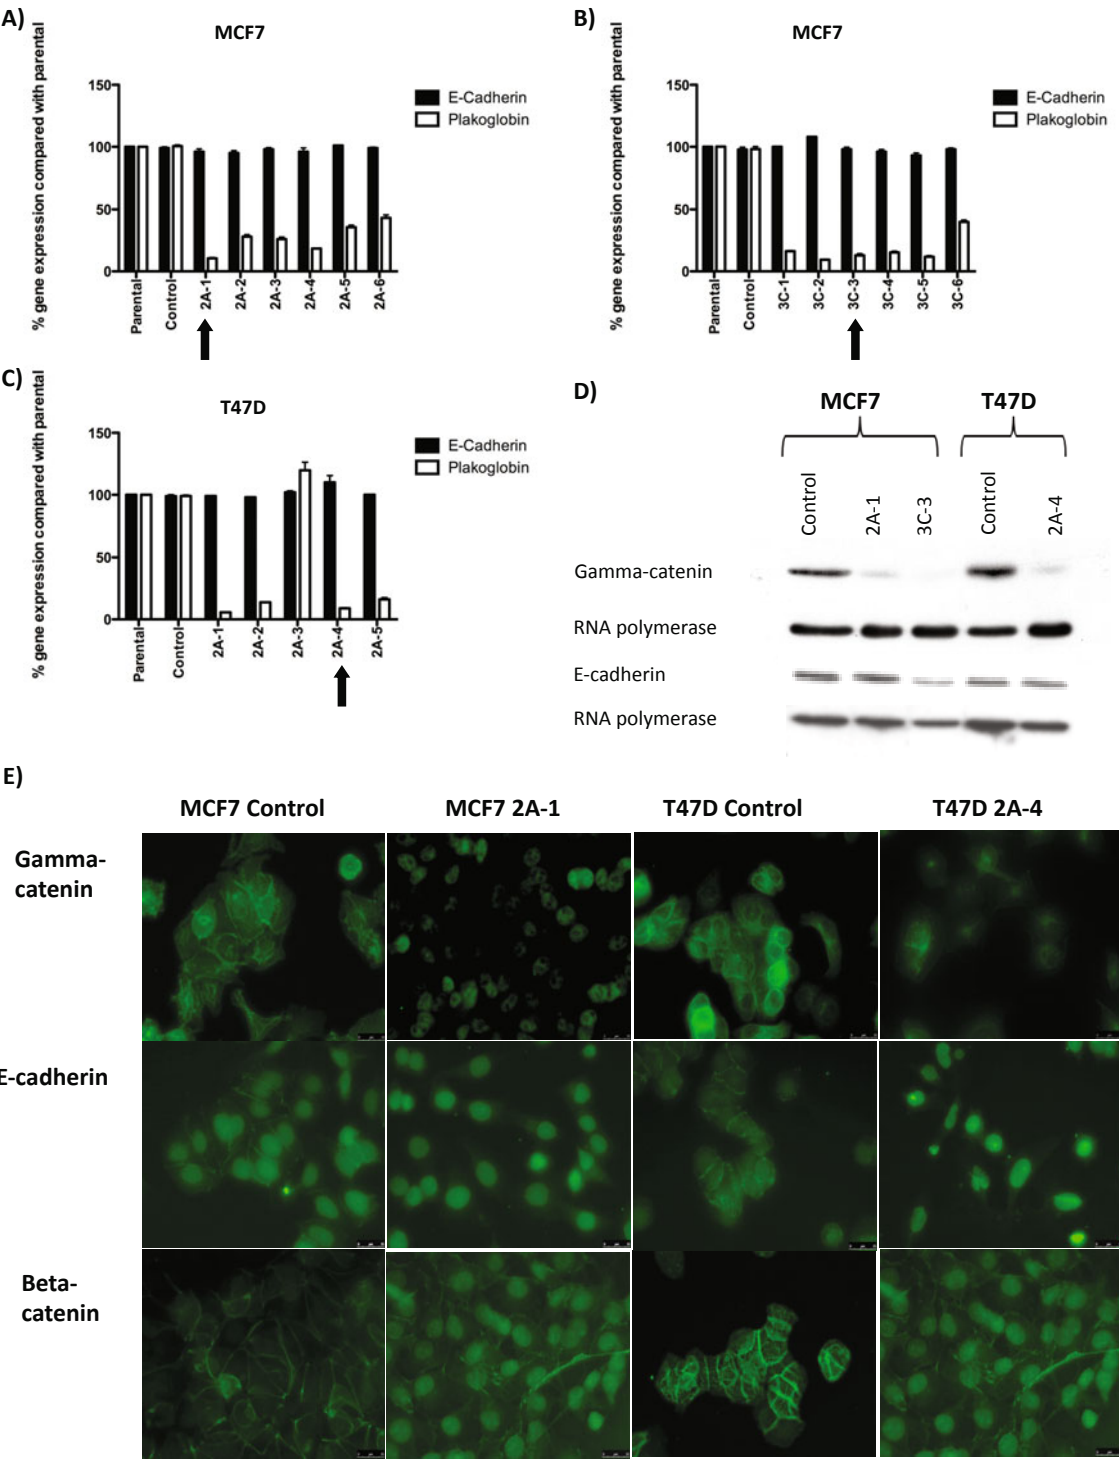 A)
MCF7
% gene expression compared with parental
150
100
50
0
E-Cadherin
Plakoglobin
Parental
Control
2A-1
2A-2
2A-3
2A-4
2A-5
2A-6
B)
MCF7
% gene expression compared with parental
150
100
50
0
E-Cadherin
Plakoglobin
Parental
Control
3C-1
3C-2
3C-3
3C-4
3C-5
3C-6
C)
T47D
% gene expression compared with parental
150
100
50
0
E-Cadherin
Plakoglobin
Parental
Control
2A-1
2A-2
2A-3
2A-4
2A-5
D)
MCF7
T47D
Control
2A-1
3C-3
Control
2A-4
Gamma-catenin
RNA polymerase
E-cadherin
RNA polymerase
E)
MCF7 Control
MCF7 2A-1
T47D Control
T47D 2A-4
Gamma-
catenin
E-cadherin
Beta-
catenin